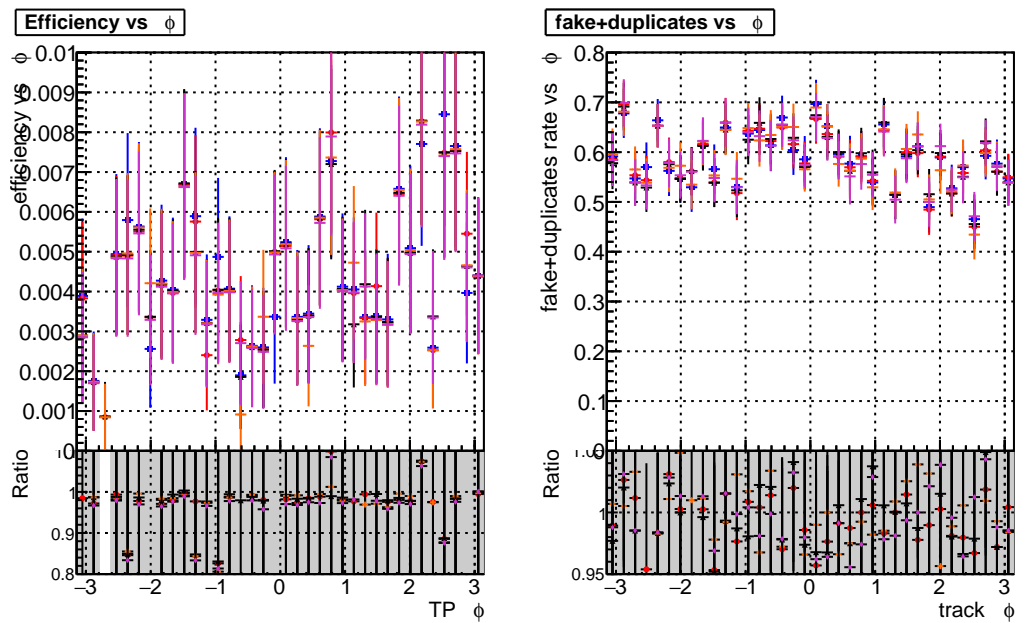 Efficiency vs ϕ
fake+duplicates vs ϕ
efficiency vs ϕ
0.01
0.009
0.008
0.007
0.006
0.005
0.004
0.003
0.002
0.001
fake+duplicates rate vs ϕ
0.8
0.7
0.6
0.5
0.4
0.3
0.2
0.1
Ratio
1
0.9
0.8
−3 −2 −1 0 1 2 3
TP ϕ
Ratio
1
0.95
−3 −2 −1 0 1 2 3
track ϕ